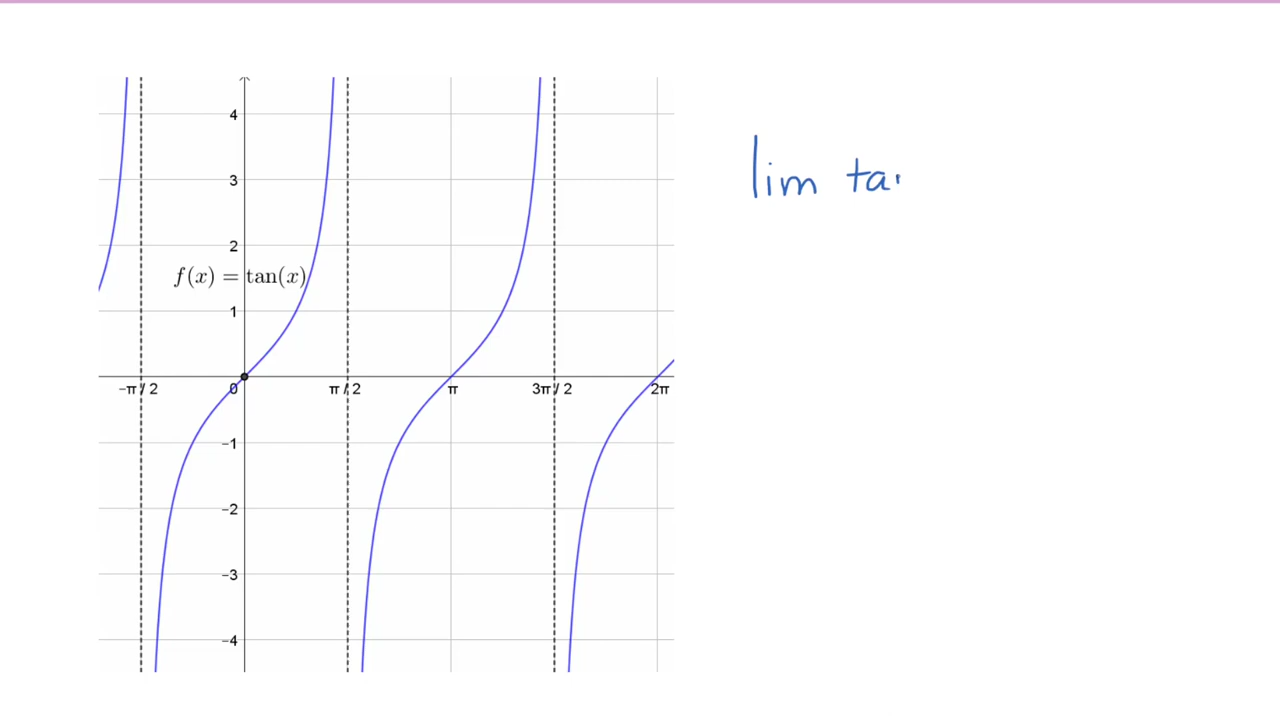 4
3
lim ta
2
f(x) = tan(x)
1
−π / 2 0 π / 2 π 3π / 2 2π
−1
−2
−3
−4